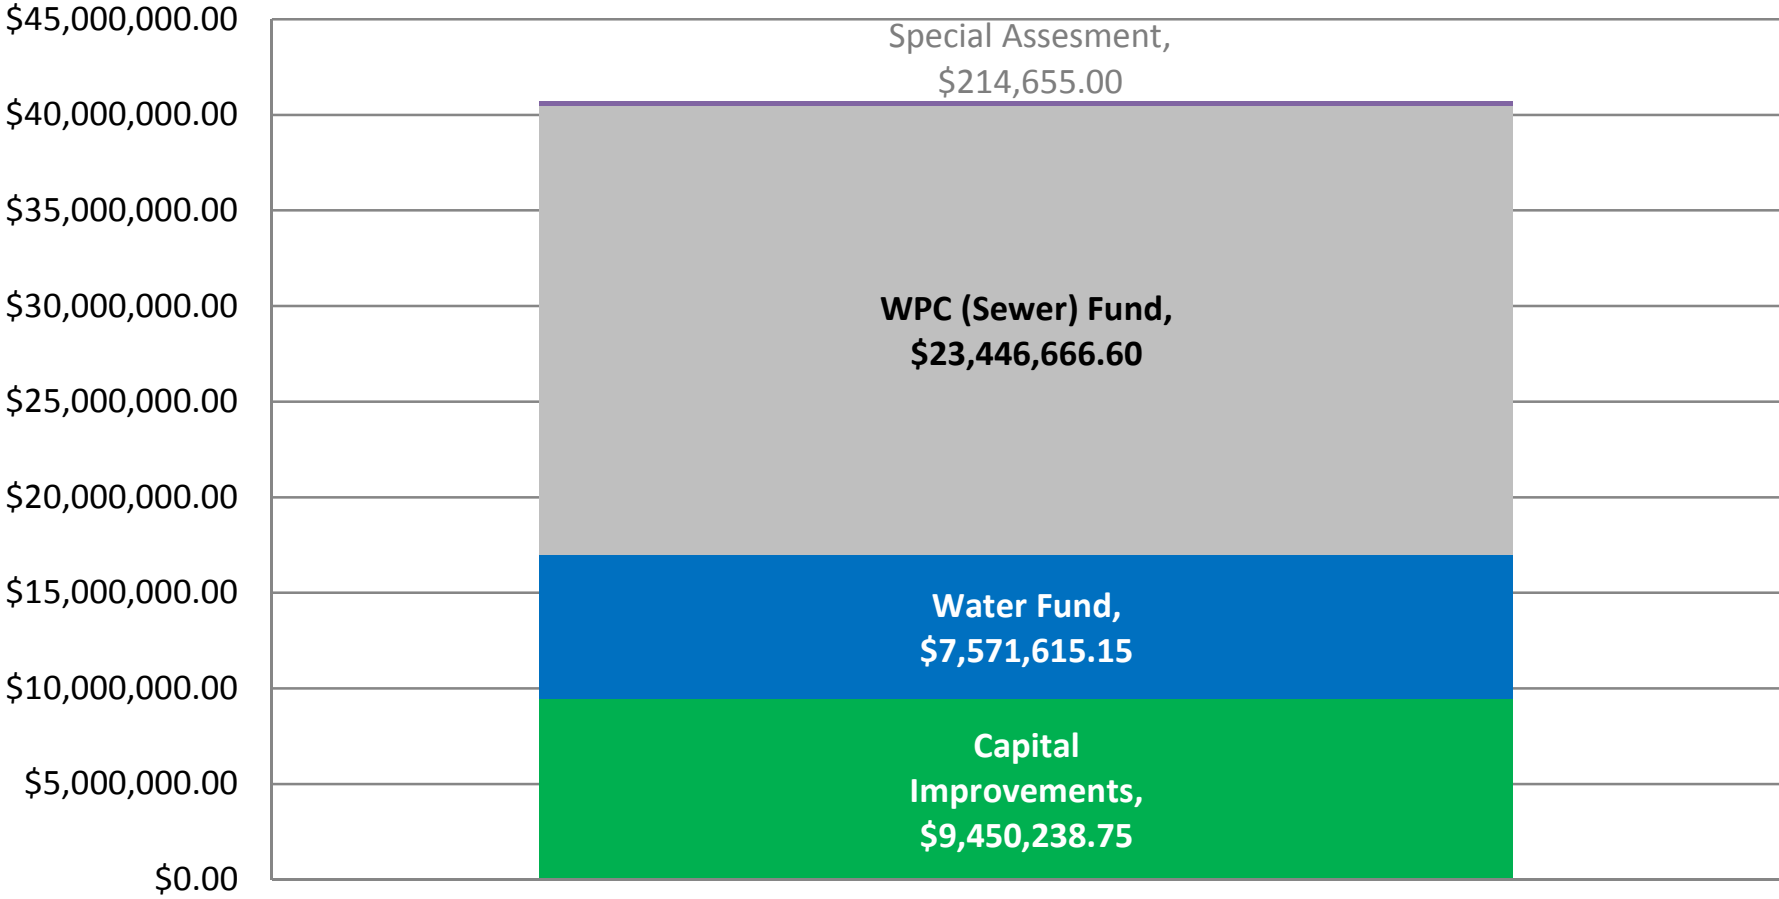 $45,000,000.00
$40,000,000.00
$35,000,000.00
$30,000,000.00
$25,000,000.00
$20,000,000.00
$15,000,000.00
$10,000,000.00
$5,000,000.00
$0.00
Special Assesment,
$214,655.00
WPC (Sewer) Fund,
$23,446,666.60
Water Fund,
$7,571,615.15
Capital
Improvements,
$9,450,238.75